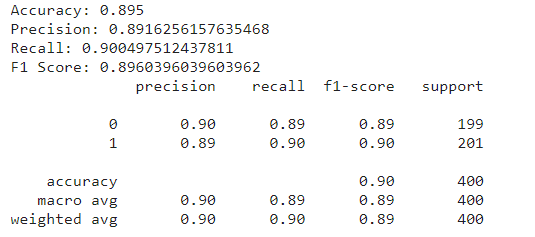 Accuracy: 0.895
Precision: 0.8916256157635468
Recall: 0.900497512437811
F1 Score: 0.8960396039603962
precision recall f1-score support
0 0.90 0.89 0.89 199
1 0.89 0.90 0.90 201
accuracy 0.90 400
macro avg 0.90 0.89 0.89 400
weighted avg 0.90 0.90 0.89 400